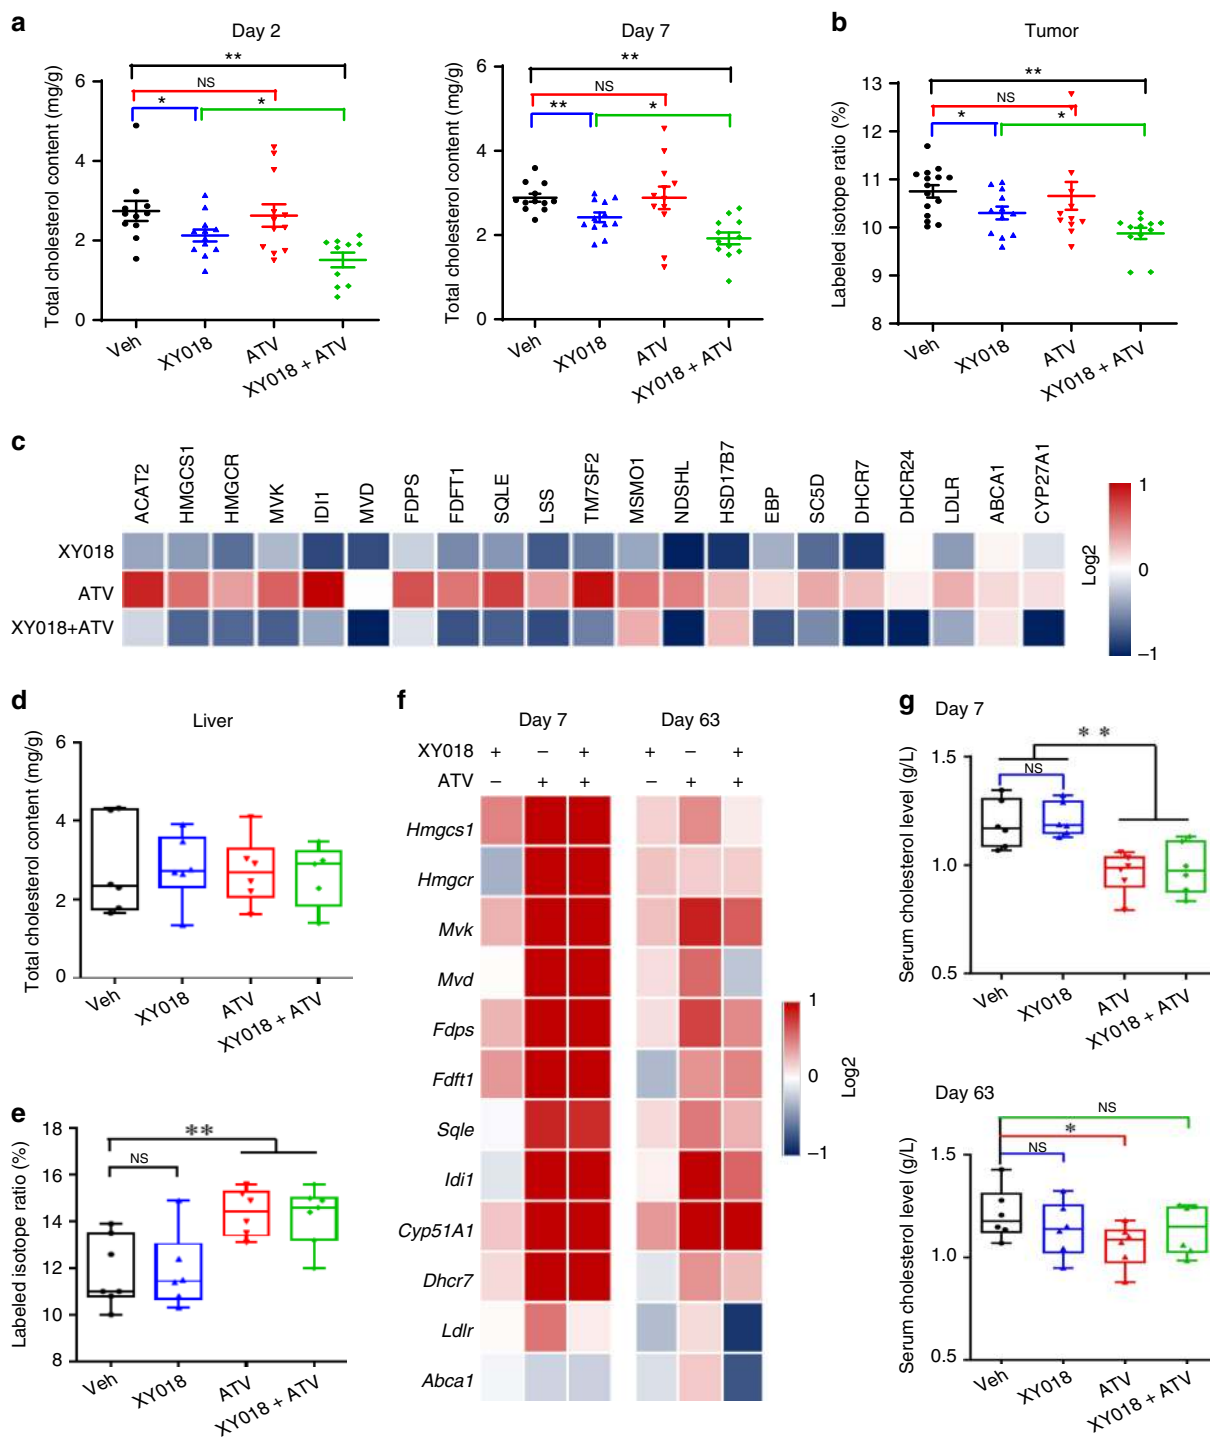 a
Day 2
Day 7
b
Tumor
Total cholesterol content (mg/g)
6
4
2
0
**
NS
*
*
Veh
XY018
ATV
XY018 + ATV
Total cholesterol content (mg/g)
6
4
2
0
**
NS
**
*
Veh
XY018
ATV
XY018 + ATV
Labeled isotope ratio (%)
13
12
11
10
9
8
**
NS
*
*
Veh
XY018
ATV
XY018 + ATV
c
ACAT2
HMGCS1
HMGCR
MVK
IDI1
MVD
FDPS
FDFT1
SQLE
LSS
TM7SF2
MSMO1
NDSHL
HSD17B7
EBP
SC5D
DHCR7
DHCR24
LDLR
ABCA1
CYP27A1
XY018
ATV
XY018+ATV
Log2
1
0
−1
d
Liver
Total cholesterol content (mg/g)
6
4
2
0
Veh
XY018
ATV
XY018 + ATV
e
Labeled isotope ratio (%)
18
16
14
12
10
8
**
NS
Veh
XY018
ATV
XY018 + ATV
f
Day 7
Day 63
XY018 + − + + − +
ATV − + + − + +
Hmgcs1
Hmgcr
Mvk
Mvd
Fdps
Fdft1
Sqle
Idi1
Cyp51A1
Dhcr7
Ldlr
Abca1
1
0
−1
Log2
g
Day 7
Serum cholesterol level (g/L)
1.5
1.0
0.5
**
NS
Veh
XY018
ATV
XY018 + ATV
Day 63
Serum cholesterol level (g/L)
1.5
1.0
0.5
NS
*
NS
Veh
XY018
ATV
XY018 + ATV